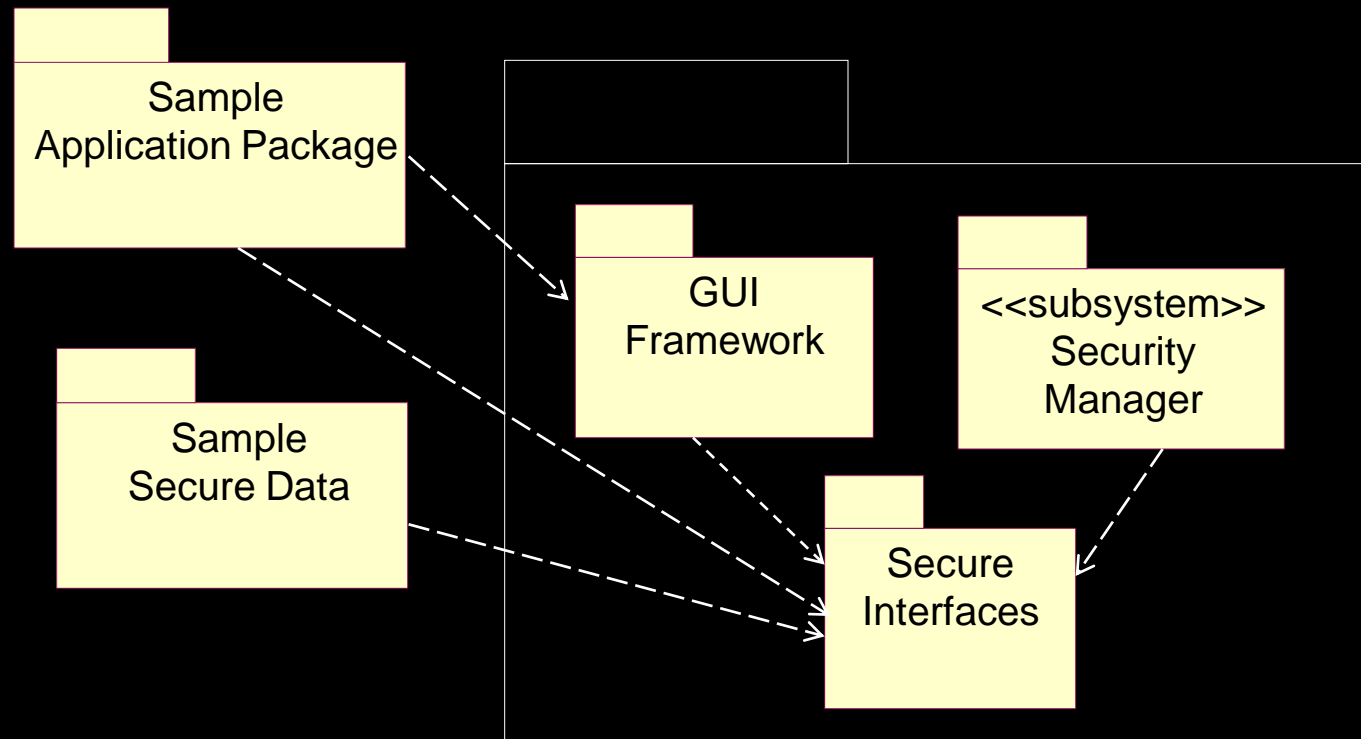 Sample
Application Package
GUI
Framework
<<subsystem>>
Security
Manager
Sample
Secure Data
Secure
Interfaces